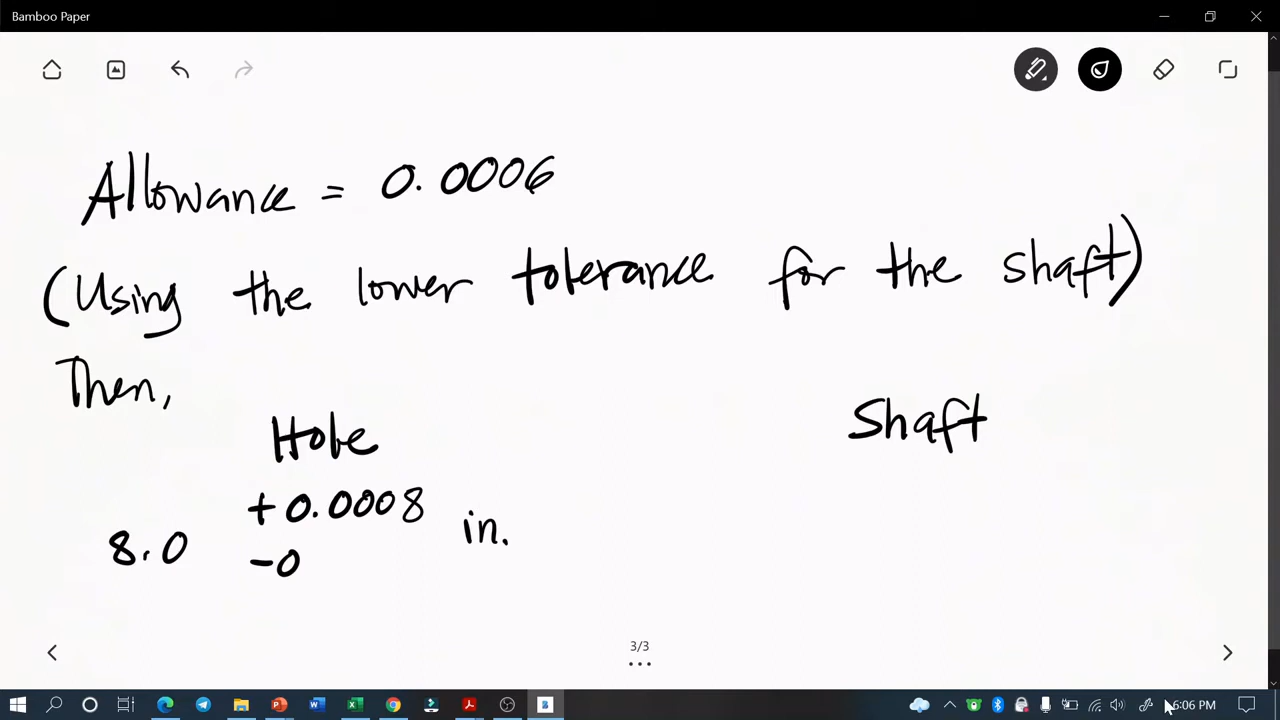 Bamboo Paper
Allowance = 0.0006
(Using the lower tolerance for the shaft)
Then,
Hole
Shaft
+0.0008
8.0 in.
-0
3/3
6:06 PM